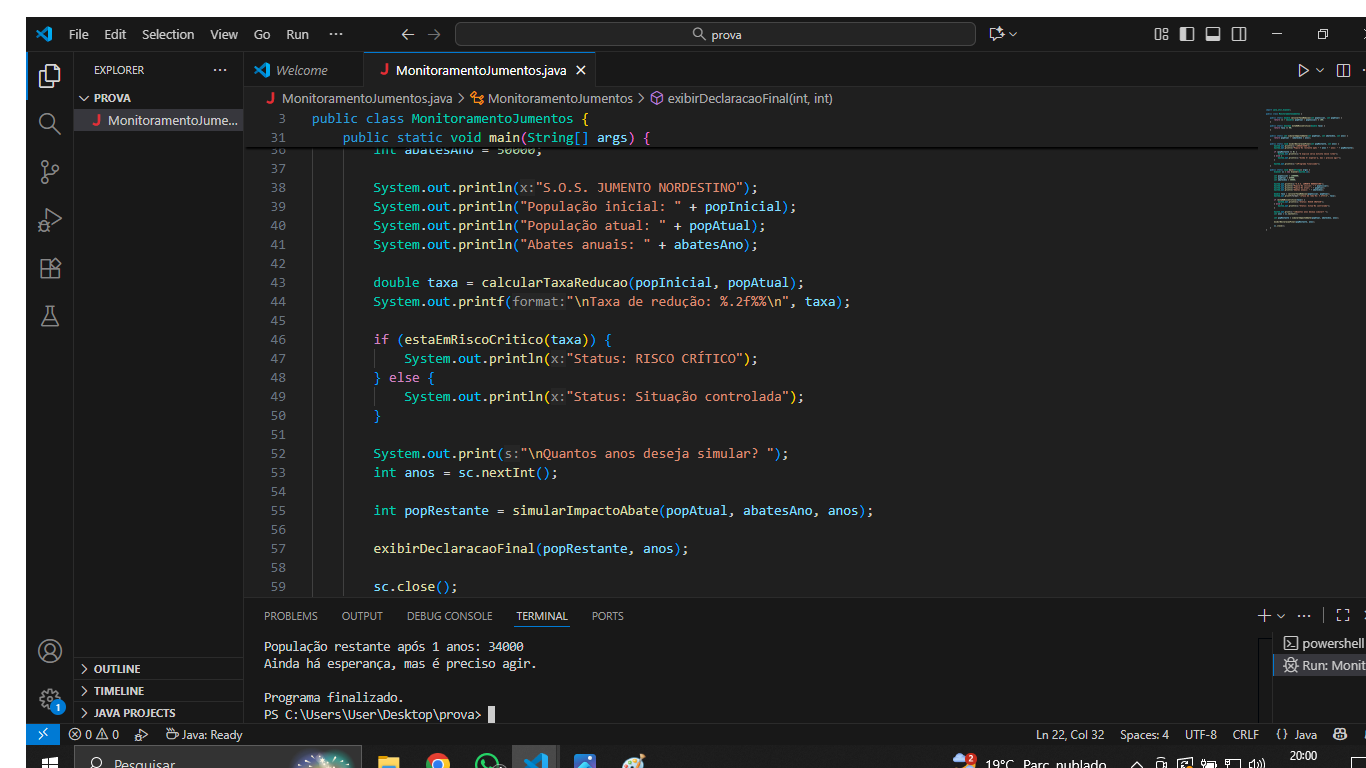 File Edit Selection View Go Run ··· prova
EXPLORER ···
PROVA
MonitoramentoJume...
OUTLINE
TIMELINE
JAVA PROJECTS
1
Welcome MonitoramentoJumentos.java
MonitoramentoJumentos.java > MonitoramentoJumentos > exibirDeclaracaoFinal(int, int)
3 public class MonitoramentoJumentos {
31 public static void main(String[] args) {
36 int abatesAno = 50000;
37
38 System.out.println(x:"S.O.S. JUMENTO NORDESTINO");
39 System.out.println("População inicial: " + popInicial);
40 System.out.println("População atual:  " + popAtual);
41 System.out.println("Abates anuais: " + abatesAno);
42
43 double taxa = calcularTaxaReducao(popInicial, popAtual);
44 System.out.printf(format:"\nTaxa de redução: %.2f%%\n", taxa);
45
46 if (estaEmRiscoCritico(taxa)) {
47 System.out.println(x:"Status: RISCO CRÍTICO");
48 } else {
49 System.out.println(x:"Status: Situação controlada");
50 }
51
52 System.out.print(s:"\nQuantos anos deseja simular? ");
53 int anos = sc.nextInt();
54
55 int popRestante = simularImpactoAbate(popAtual, abatesAno, anos);
56
57 exibirDeclaracaoFinal(popRestante, anos);
58
59 sc.close();
PROBLEMS OUTPUT DEBUG CONSOLE TERMINAL PORTS
População restante após 1 anos: 34000
Ainda há esperança, mas é preciso agir.
Programa finalizado.
PS C:\Users\User\Desktop\prova>
powershell
Run: Monit
0 0 Java: Ready Ln 22, Col 32 Spaces: 4 UTF-8 CRLF {} Java
Pesquisar 2 19°C Parc. nublado 20:00